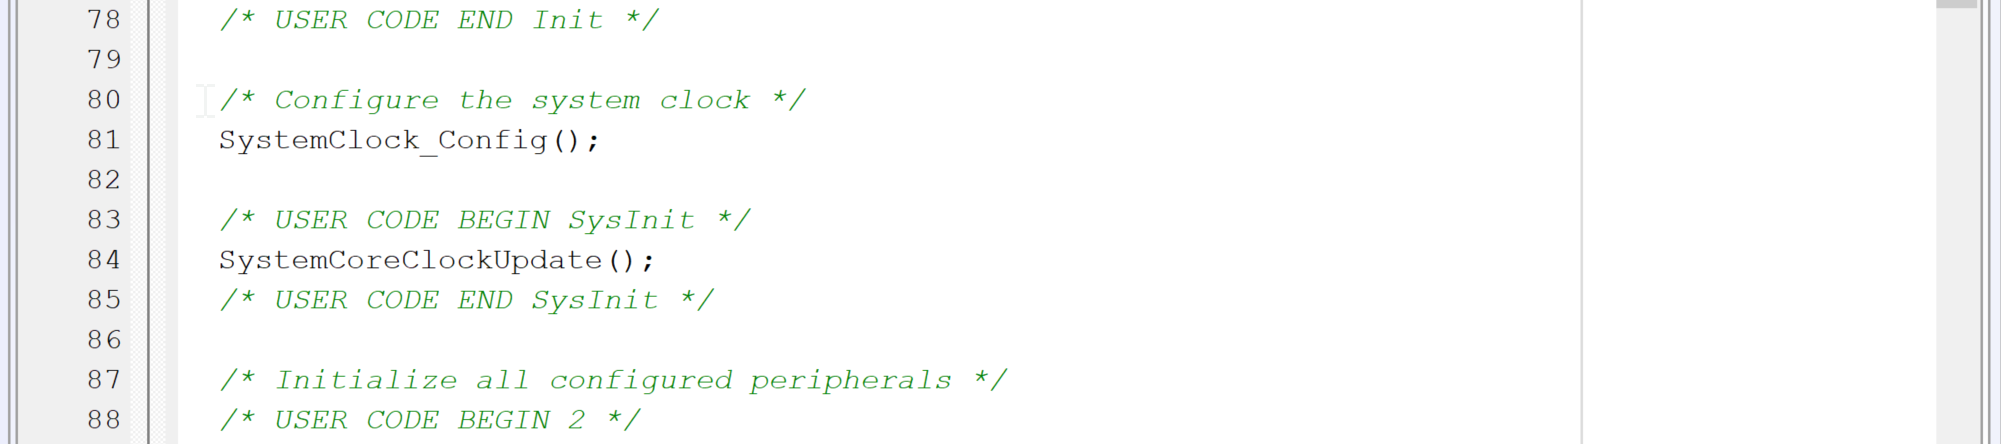 78 /* USER CODE END Init */
79
80 /* Configure the system clock */
81 SystemClock_Config();
82
83 /* USER CODE BEGIN SysInit */
84 SystemCoreClockUpdate();
85 /* USER CODE END SysInit */
86
87 /* Initialize all configured peripherals */
88 /* USER CODE BEGIN 2 */